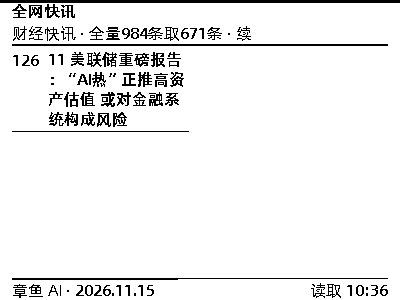 全网快讯
财经快讯 · 全量984条取671条 · 续
126 11 美联储重磅报告
：“AI热”正推高资
产估值 或对金融系
统构成风险
章鱼 AI · 2026.11.15 读取 10:36